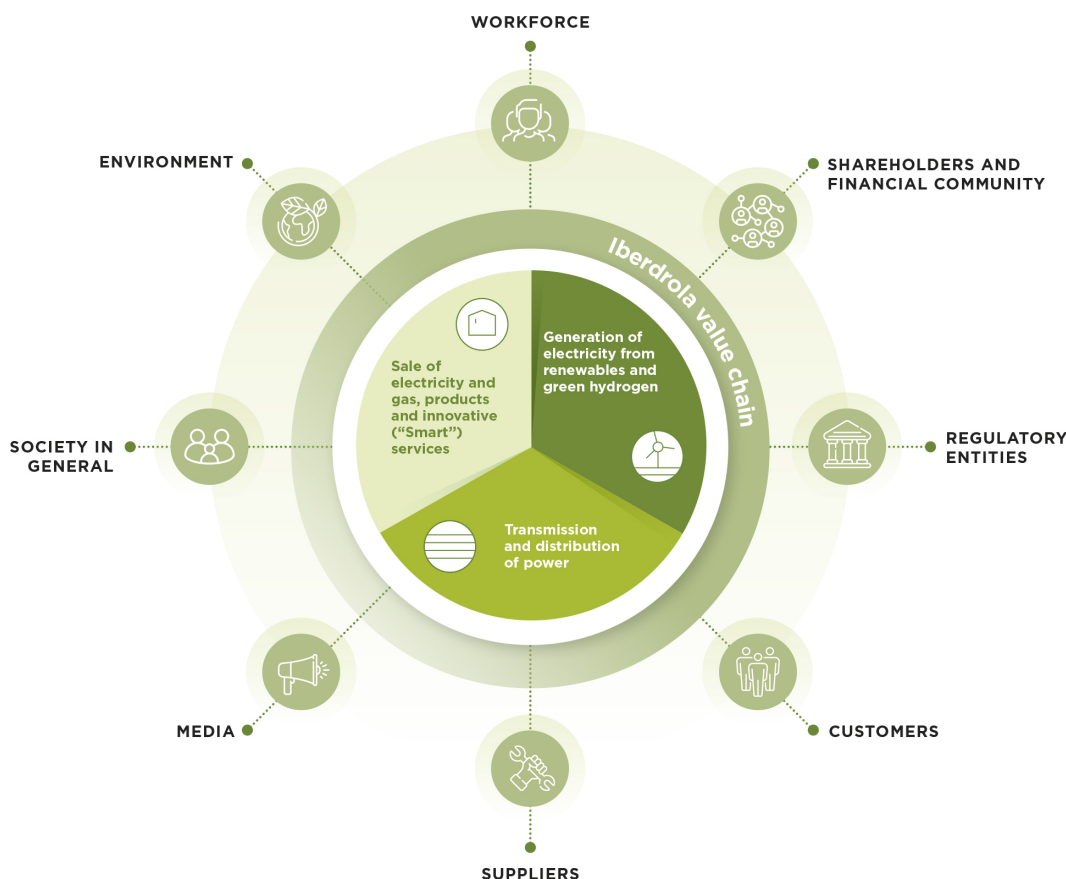 WORKFORCE
ENVIRONMENT
SHAREHOLDERS AND
FINANCIAL COMMUNITY
Iberdrola value chain
Generation of
electricity from
renewables and
green hydrogen
Sale of
electricity and
gas, products
and innovative
(“Smart”)
services
SOCIETY IN
GENERAL
REGULATORY
ENTITIES
Transmission
and distribution
of power
MEDIA
CUSTOMERS
SUPPLIERS